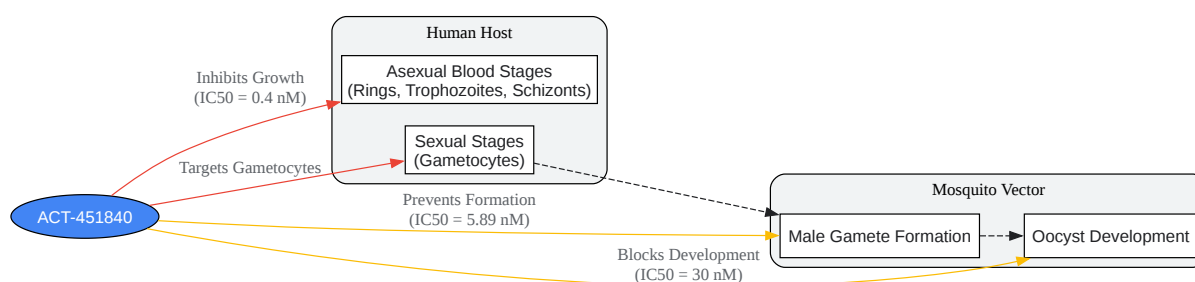 Human Host
Asexual Blood Stages
(Rings, Trophozoites, Schizonts)
Inhibits Growth
(IC50 = 0.4 nM)
Sexual Stages
(Gametocytes)
Targets Gametocytes
ACT-451840
Prevents Formation
(IC50 = 5.89 nM)
Mosquito Vector
Male Gamete Formation
Oocyst Development
Blocks Development
(IC50 = 30 nM)